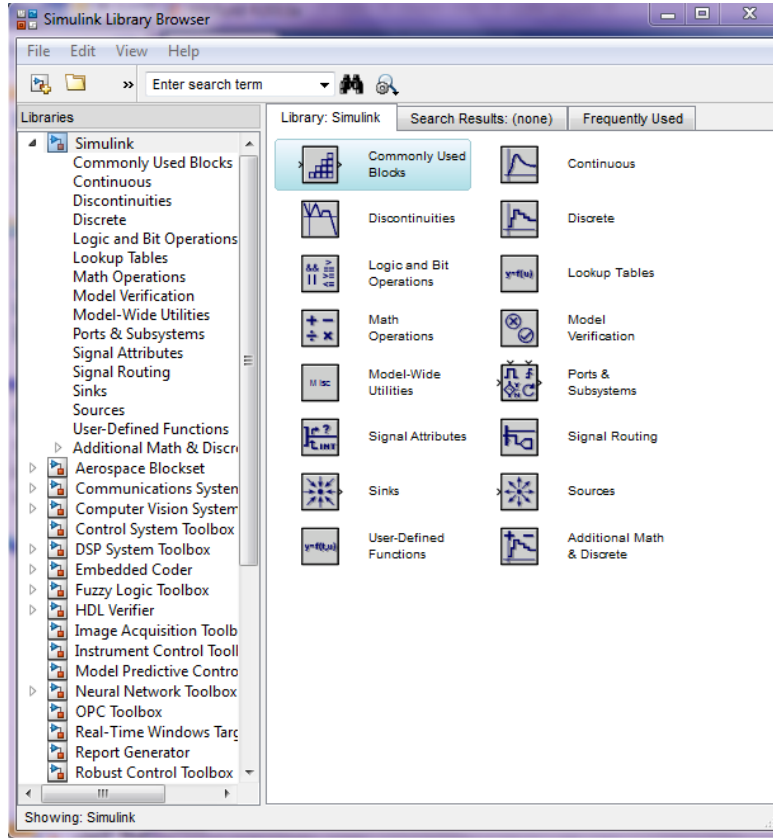 Simulink Library Browser
File Edit View Help
» Enter search term
Libraries
Simulink
Commonly Used Blocks
Continuous
Discontinuities
Discrete
Logic and Bit Operations
Lookup Tables
Math Operations
Model Verification
Model-Wide Utilities
Ports & Subsystems
Signal Attributes
Signal Routing
Sinks
Sources
User-Defined Functions
Additional Math & Discr
Aerospace Blockset
Communications System
Computer Vision System
Control System Toolbox
DSP System Toolbox
Embedded Coder
Fuzzy Logic Toolbox
HDL Verifier
Image Acquisition Toolb
Instrument Control Tool
Model Predictive Contro
Neural Network Toolbox
OPC Toolbox
Real-Time Windows Targ
Report Generator
Robust Control Toolbox
Library: Simulink Search Results: (none) Frequently Used
Commonly Used
Blocks
Continuous
Discontinuities
Discrete
&& > ==
|| >= <=
Logic and Bit
Operations
y=f(u)
Lookup Tables
+ −
÷ ×
Math
Operations
Model
Verification
Misc
Model-Wide
Utilities
Ports &
Subsystems
?
INT
Signal Attributes
Signal Routing
Sinks
Sources
y=f(t,u)
User-Defined
Functions
Additional Math
& Discrete
Showing: Simulink